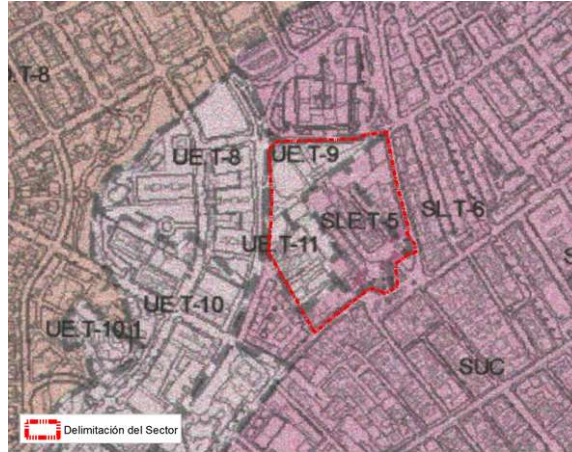 .T-8
UE.T-8
UE.T-9
SLE.T-5
SL.T-6
UE.T-11
UE.T-10
UE.T-10.1
SUC
S
Delimitación del Sector